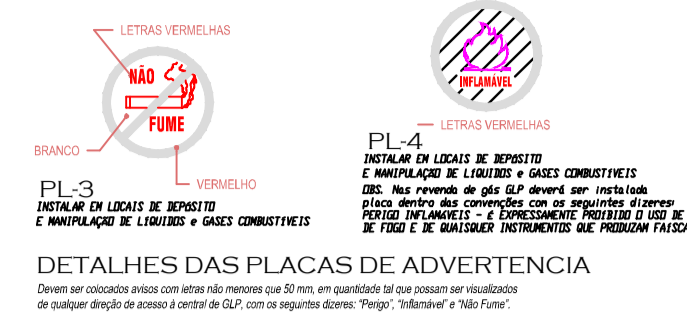 LETRAS VERMELHAS
NÃO
FUME
BRANCO
VERMELHO
PL-3
INSTALAR EM LOCAIS DE DEPóSITO
E MANIPULAÇÃO DE LíQUIDOS e GASES COMBUSTíVEIS
INFLAMÁVEL
LETRAS VERMELHAS
PL-4
INSTALAR EM LOCAIS DE DEPóSITO
E MANIPULAÇÃO DE LíQUIDOS e GASES COMBUSTíVEIS
OBS. Nas revenda de gás GLP deverá ser instalada
placa dentro das convenções com os seguintes dizeres:
PERIGO INFLAMáVEIS - é EXPRESSAMENTE PROIBIDO O USO DE
DE FOGO E DE QUAISQUER INSTRUMENTOS QUE PRODUZAM FAíSCA
DETALHES DAS PLACAS DE ADVERTENCIA
Devem ser colocados avisos com letras não menores que 50 mm, em quantidade tal que possam ser visualizados
de qualquer direção de acesso à central de GLP, com os seguintes dizeres: "Perigo", "Inflamável" e "Não Fume".